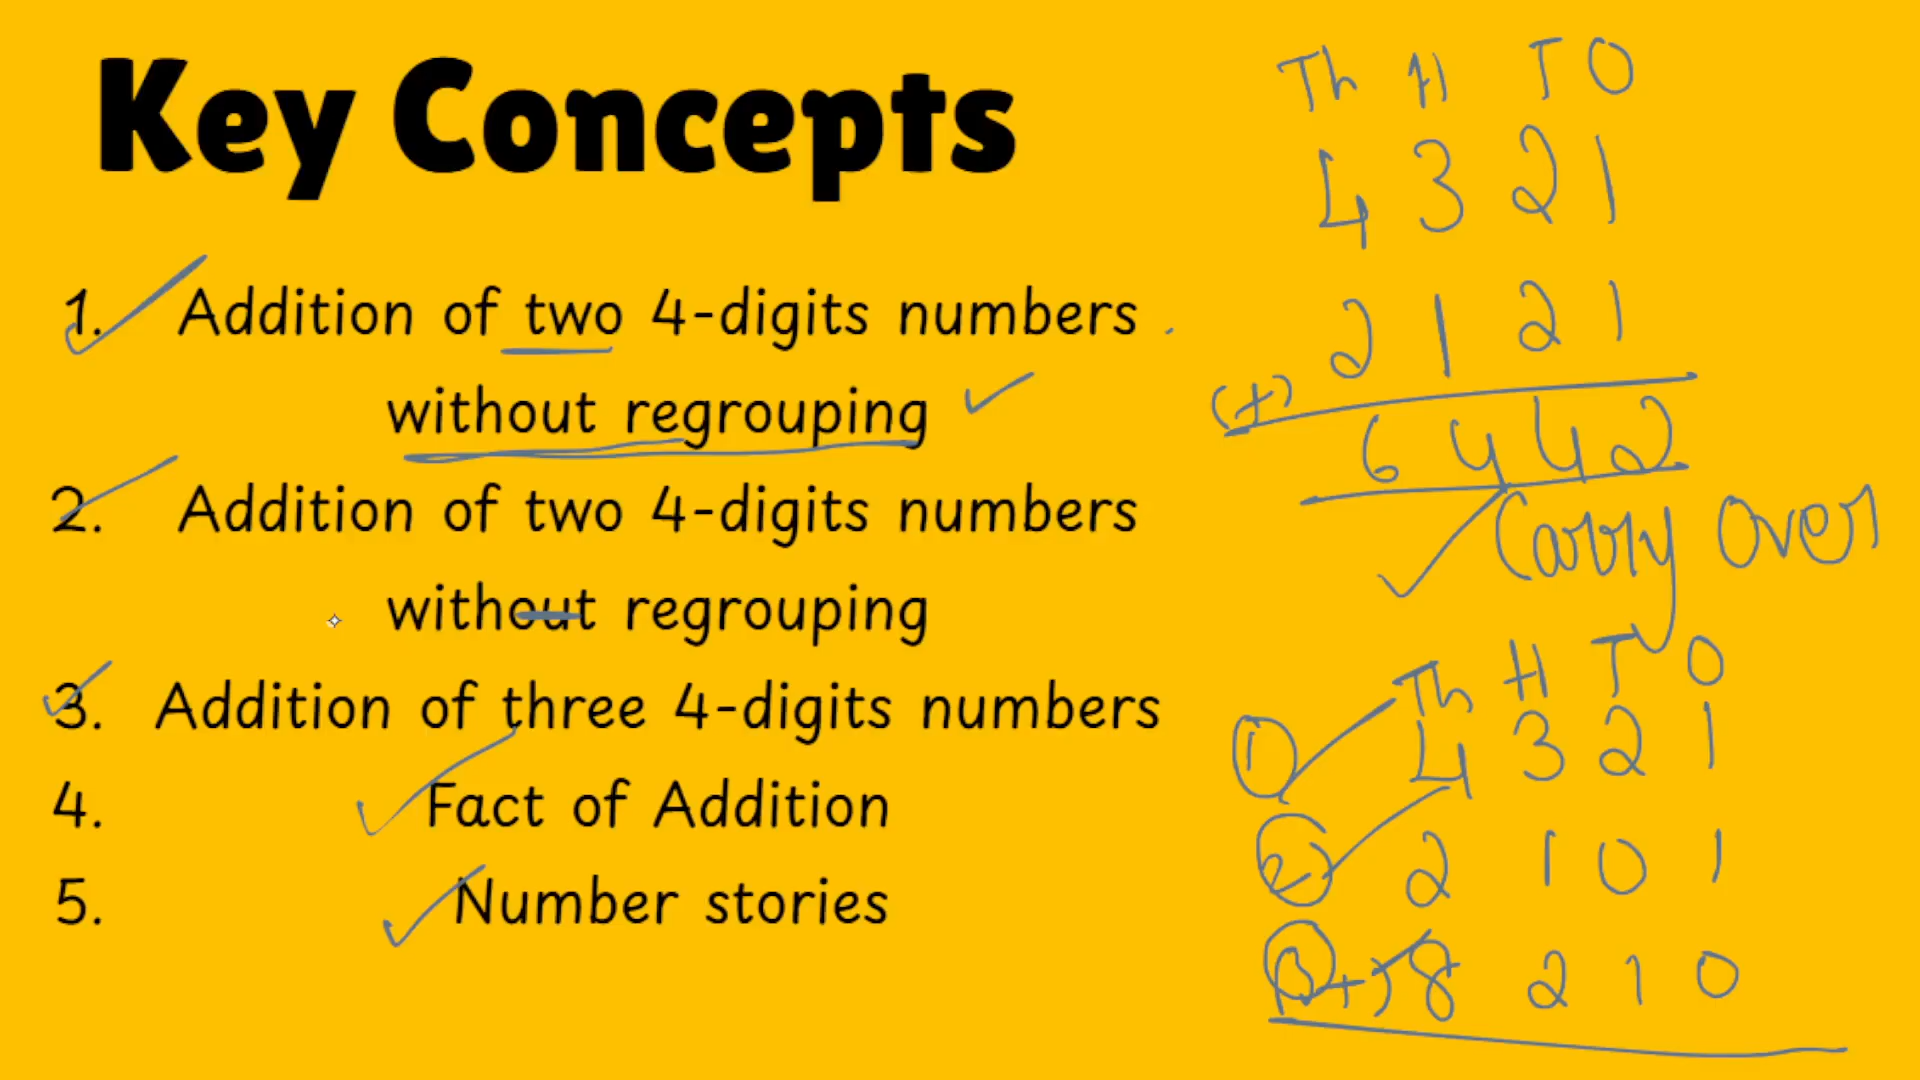 Key Concepts
1. Addition of two 4-digits numbers
without regrouping
2. Addition of two 4-digits numbers
without regrouping
3. Addition of three 4-digits numbers
4. Fact of Addition
5. Number stories
Th H T O
4 3 2 1
2 1 2 1
(+)
6 4 4 2
Carry Over
Th H T O
① 4 3 2 1
② 2 1 0 1
③ (+) 8 2 1 0